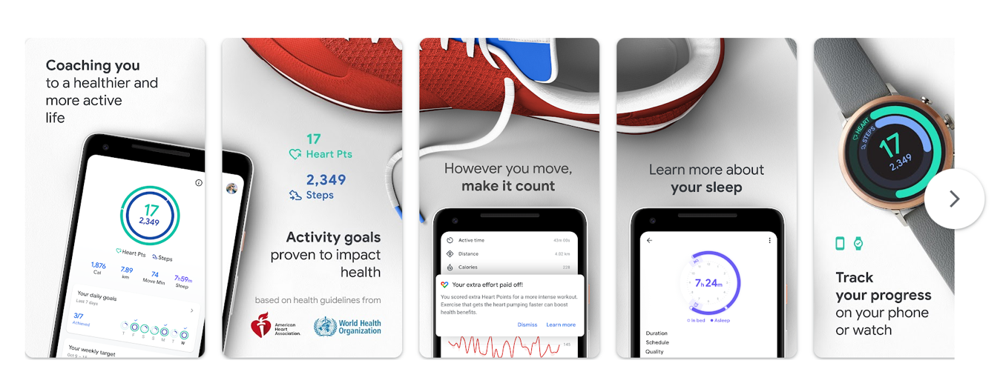 Coaching you
to a healthier and
more active
life
17
2,349
Heart Pts Steps
1,876 7.89 74 7h59m
Cal km Move Min Sleep
Your daily goals
Last 7 days
3/7
Achieved
T F S S M T W
Your weekly target
17
Heart Pts
2,349
Steps
Activity goals
proven to impact
health
based on health guidelines from
American
Heart
Association.
World Health
Organization
However you move,
make it count
Active time 42m 00s
Distance 4.02 km
Calories 228
Your extra effort paid off!
You scored extra Heart Points for a more intense workout.
Exercise that gets the heart pumping faster can boost
health benefits.
Dismiss Learn more
145
Learn more about
your sleep
7h 24m
In bed Asleep
Duration
Schedule
Quality
HEART
STEPS
17
2,349
Track
your progress
on your phone
or watch